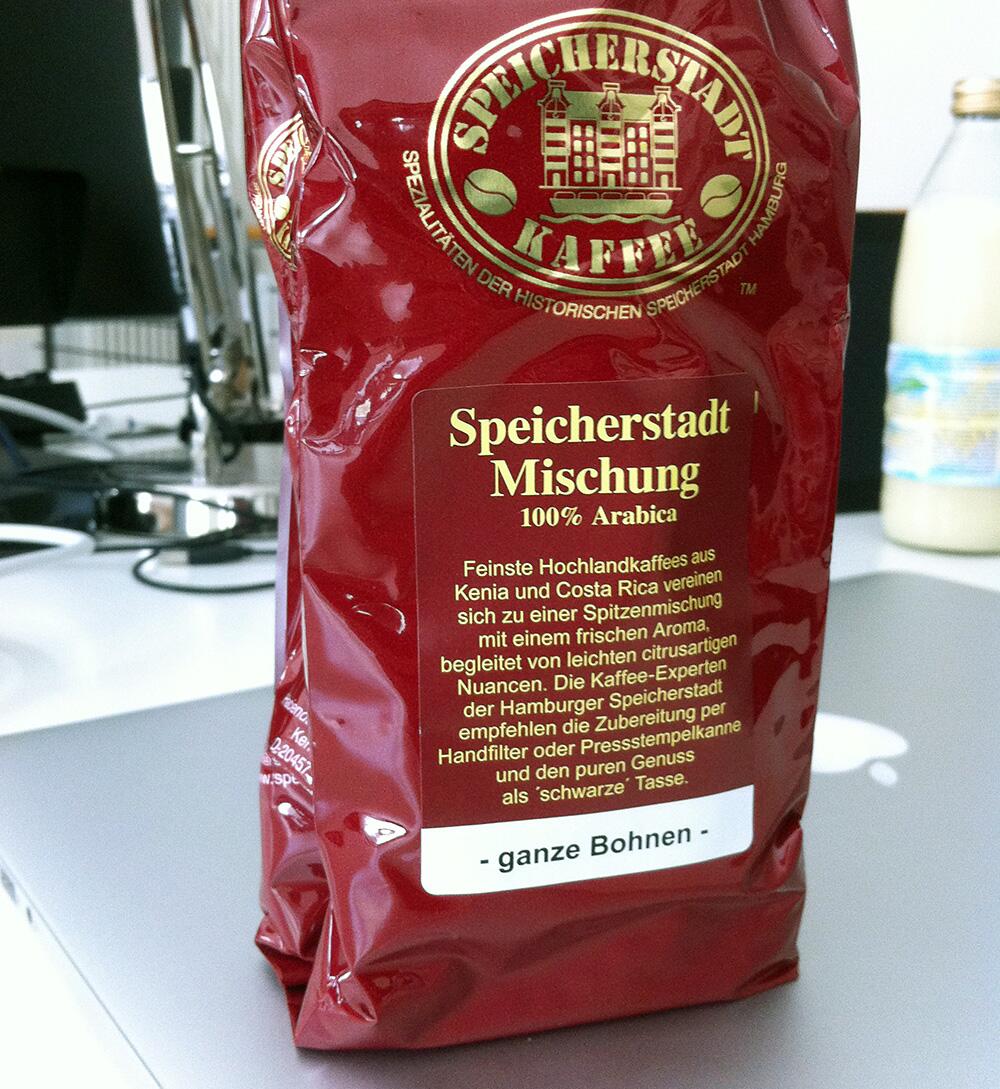 SPEICHERSTADT
KAFFEE
SPEZIALITÄTEN DER HISTORISCHEN SPEICHERSTADT HAMBURG
TM
Speicherstadt
Mischung
100% Arabica
Feinste Hochlandkaffees aus
Kenia und Costa Rica vereinen
sich zu einer Spitzenmischung
mit einem frischen Aroma,
begleitet von leichten citrusartigen
Nuancen. Die Kaffee-Experten
der Hamburger Speicherstadt
empfehlen die Zubereitung per
Handfilter oder Pressstempelkanne
und den puren Genuss
als ´schwarze´ Tasse.
- ganze Bohnen -